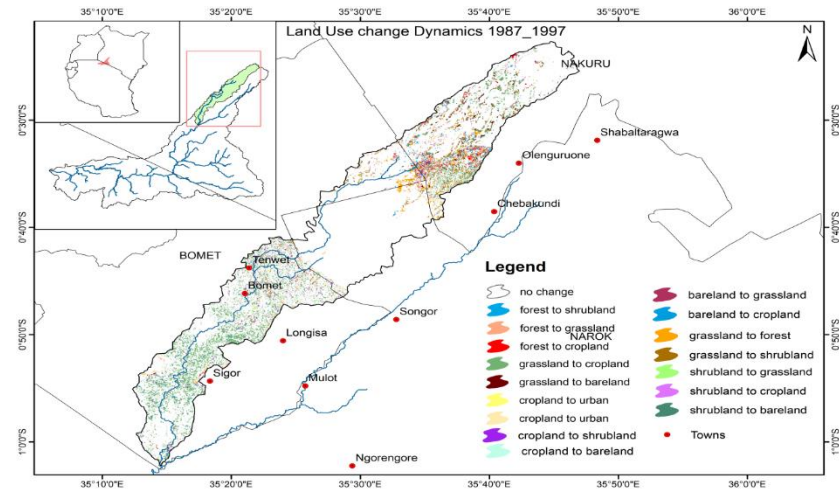 35°10'0"E 35°20'0"E 35°30'0"E 35°40'0"E 35°50'0"E 36°0'0"E
Land Use change Dynamics 1987_1997
N
NAKURU
0°30'0"S
0°30'0"S
Shabaltaragwa
Olenguruone
Chebakundi
0°40'0"S
0°40'0"S
BOMET
Tenwet
Bomet
Legend
no change
forest to shrubland
forest to grassland
forest to cropland
grassland to cropland
grassland to bareland
cropland to urban
cropland to urban
cropland to shrubland
cropland to bareland
bareland to grassland
bareland to cropland
grassland to forest
grassland to shrubland
shrubland to grassland
shrubland to cropland
shrubland to bareland
Towns
Songor
NAROK
0°50'0"S
0°50'0"S
Longisa
Sigor
Mulot
1°0'0"S
1°0'0"S
Ngorengore
35°10'0"E 35°20'0"E 35°30'0"E 35°40'0"E 35°50'0"E 36°0'0"E